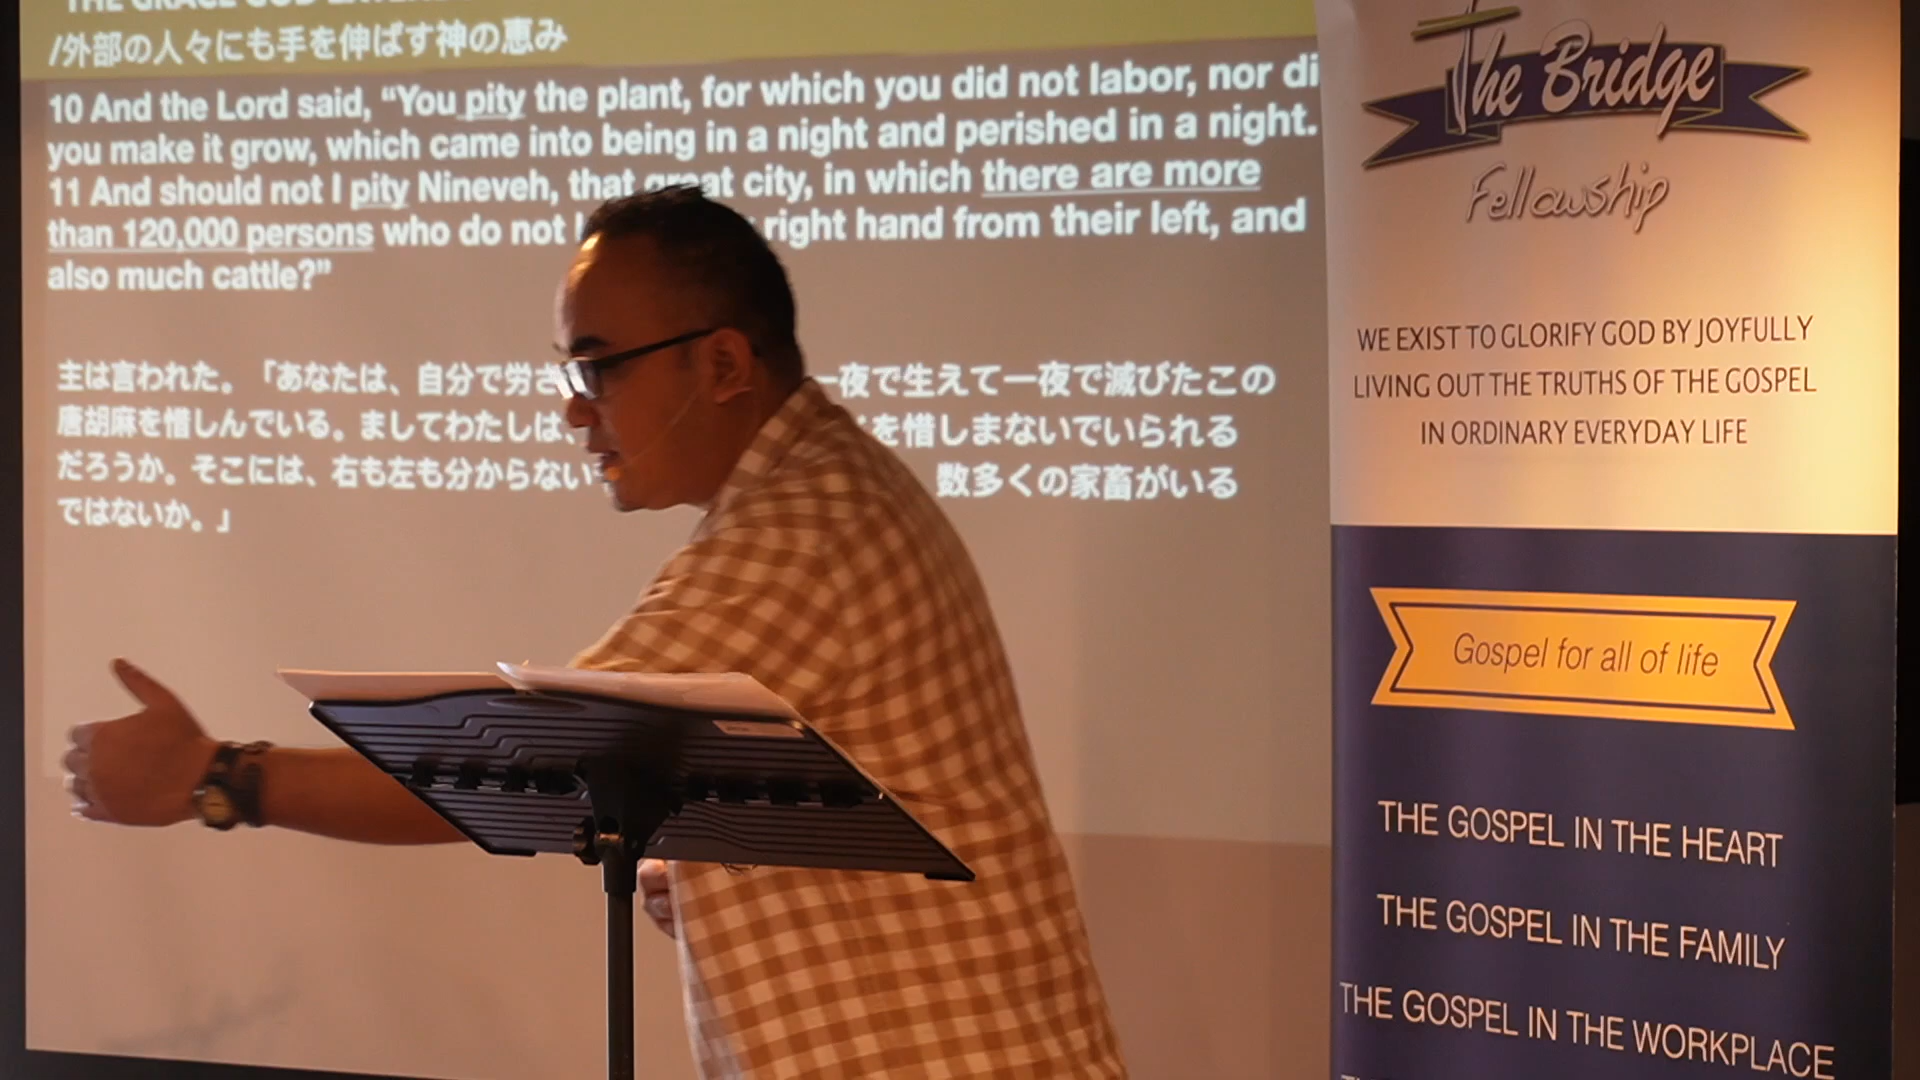 THE GRACE GOD
/外部の人々にも手を伸ばす神の恵み
10 And the Lord said, “You pity the plant, for which you did not labor, nor di
you make it grow, which came into being in a night and perished in a night.
11 And should not I pity Nineveh, that great city, in which there are more
than 120,000 persons who do not right hand from their left, and
also much cattle?”
主は言われた。「あなたは、自分で労 一夜で生えて一夜で滅びたこの
唐胡麻を惜しんでいる。ましてわたしは、 を惜しまないでいられる
だろうか。そこには、右も左も分からない 数多くの家畜がいる
ではないか。」
The Bridge
Fellowship
WE EXIST TO GLORIFY GOD BY JOYFULLY
LIVING OUT THE TRUTHS OF THE GOSPEL
IN ORDINARY EVERYDAY LIFE
Gospel for all of life
THE GOSPEL IN THE HEART
THE GOSPEL IN THE FAMILY
THE GOSPEL IN THE WORKPLACE